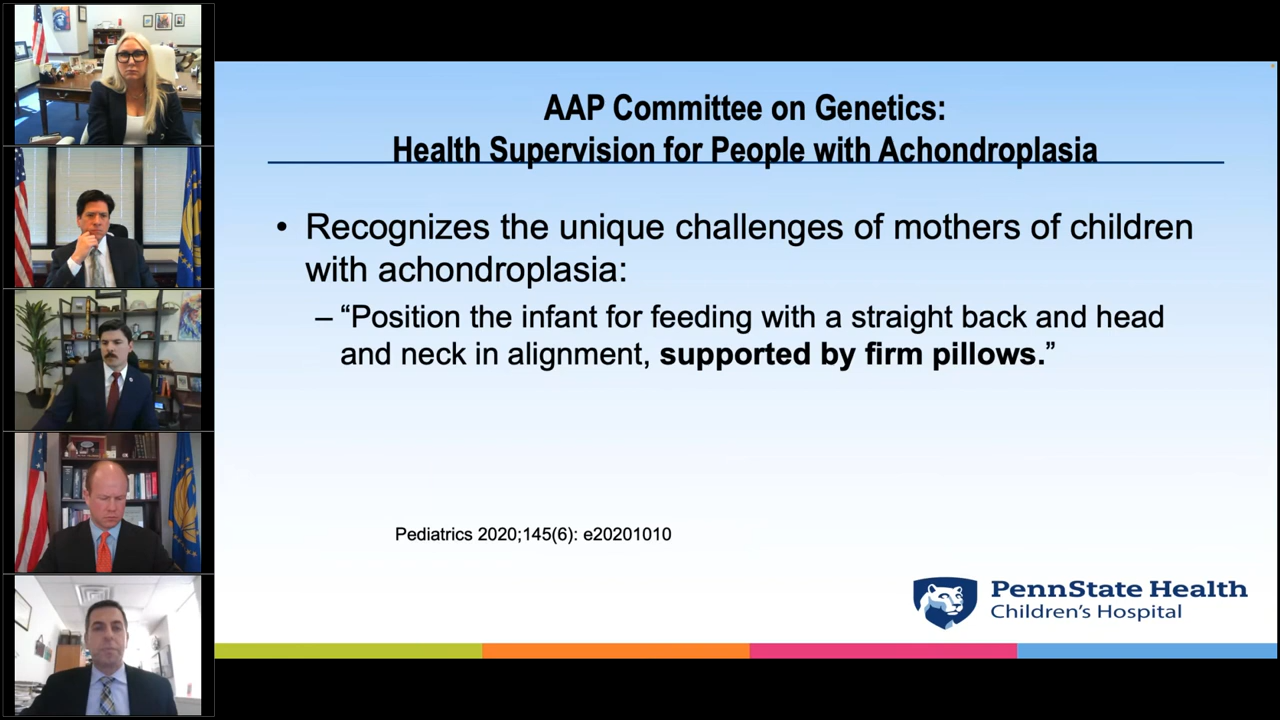 AAP Committee on Genetics:
Health Supervision for People with Achondroplasia
• Recognizes the unique challenges of mothers of children
with achondroplasia:
– “Position the infant for feeding with a straight back and head
and neck in alignment, supported by firm pillows.”
Pediatrics 2020;145(6): e20201010
PennState Health
Children's Hospital